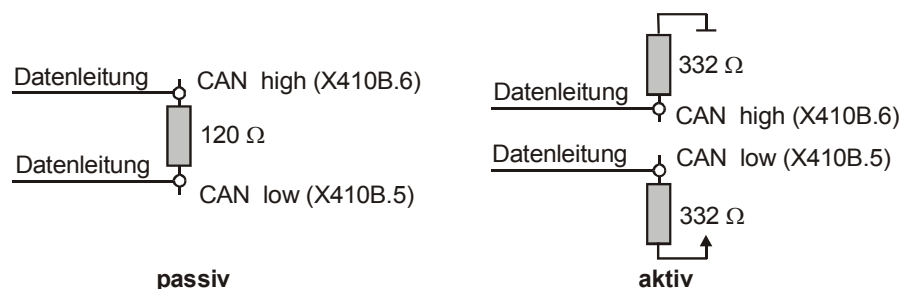 Datenleitung
CAN high (X410B.6)
120 Ω
Datenleitung
CAN low (X410B.5)
passiv
332 Ω
Datenleitung
CAN high (X410B.6)
Datenleitung
CAN low (X410B.5)
332 Ω
aktiv